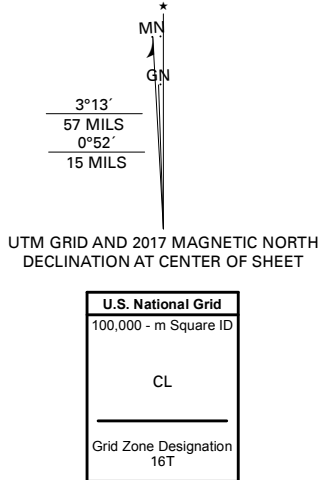 MN
GN
3°13´
57 MILS
0°52´
15 MILS
UTM GRID AND 2017 MAGNETIC NORTH
DECLINATION AT CENTER OF SHEET
U.S. National Grid
100,000 - m Square ID
CL
Grid Zone Designation
16T